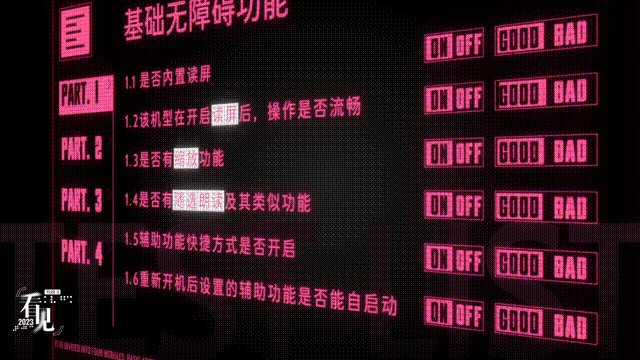 基础无障碍功能
PART. 1
PART. 2
PART. 3
PART. 4
1.1 是否内置读屏
1.2该机型在开启读屏后，操作是否流畅
1.3是否有缩放功能
1.4是否有随选朗读及其类似功能
1.5辅助功能快捷方式是否开启
1.6重新开机后设置的辅助功能是否能自启动
ON OFF GOOD BAD
ON OFF GOOD BAD
ON OFF GOOD BAD
ON OFF GOOD BAD
ON OFF GOOD BAD
ON OFF GOOD BAD
TEST LIST
看见
2023